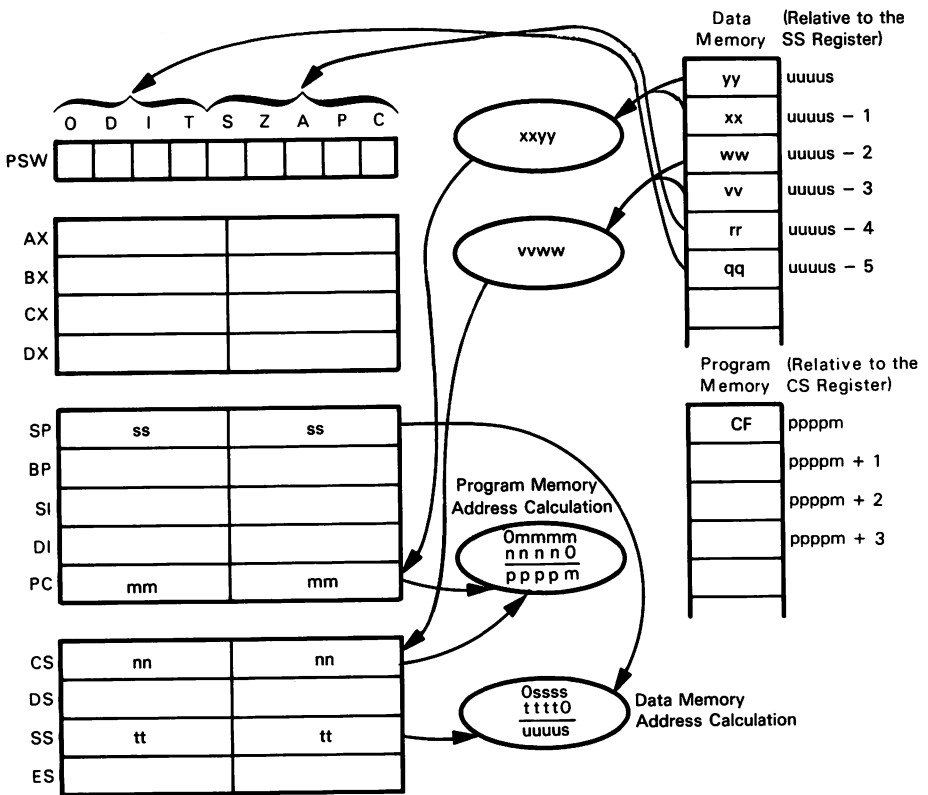 Data (Relative to the
Memory SS Register)
yy uuuus
xx uuuus − 1
ww uuuus − 2
vv uuuus − 3
rr uuuus − 4
qq uuuus − 5
O D I T S Z A P C
PSW
xxyy
vvww
AX
BX
CX
DX
Program (Relative to the
Memory CS Register)
CF ppppm
ppppm + 1
ppppm + 2
ppppm + 3
SP ss ss
BP
SI
DI
PC mm mm
Program Memory
Address Calculation
0mmmm
nnnn0
ppppm
CS nn nn
DS
SS tt tt
ES
0ssss
tttt0
uuuus
Data Memory
Address Calculation